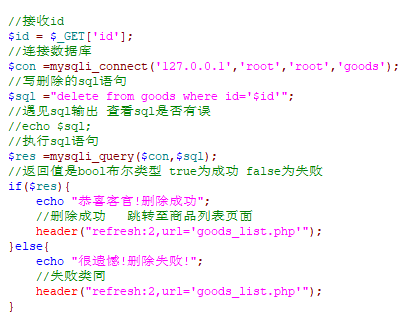 //接收id
$id = $_GET['id'];
//连接数据库
$con =mysqli_connect('127.0.0.1','root','root','goods');
//写删除的sql语句
$sql ="delete from goods where id='$id'";
//遇见sql输出 查看sql是否有误
//echo $sql;
//执行sql语句
$res =mysqli_query($con,$sql);
//返回值是bool布尔类型 true为成功 false为失败
if($res){
    echo "恭喜客官!删除成功";
    //删除成功   跳转至商品列表页面
    header("refresh:2,url='goods_list.php'");
}else{
    echo "很遗憾!删除失败!";
    //失败类同
    header("refresh:2,url='goods_list.php'");
}